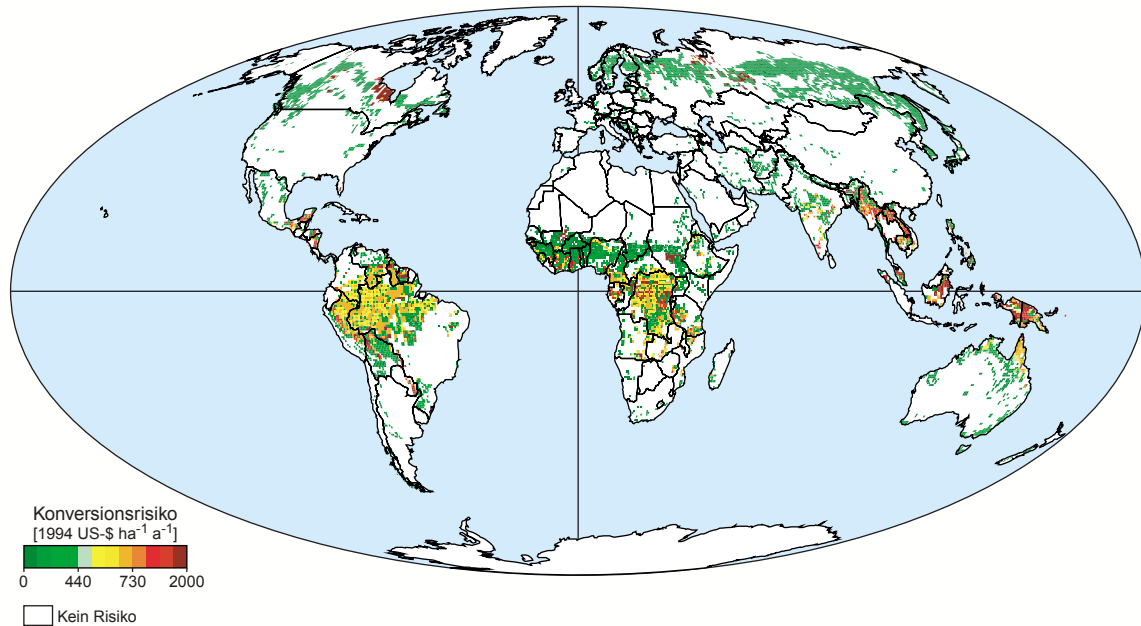 Konversionsrisiko
[1994 US-$ ha⁻¹ a⁻¹]
0 440 730 2000
Kein Risiko